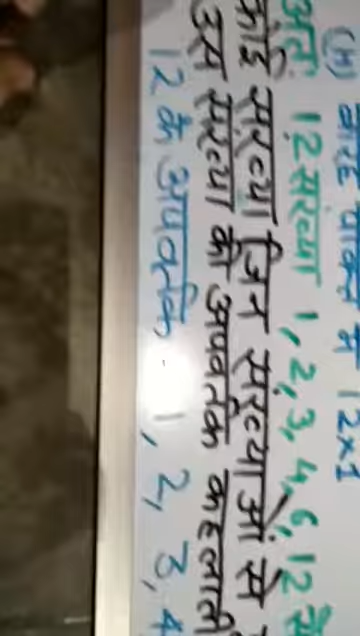 (H) बारह पंक्ति में 12×1
अतः 12 संख्या 1, 2, 3, 4, 6, 12 से
कोई संख्या जिन संख्याओं से
उस संख्या के अपवर्तक कहलाती
12 के अपवर्तक - 1, 2, 3, 4